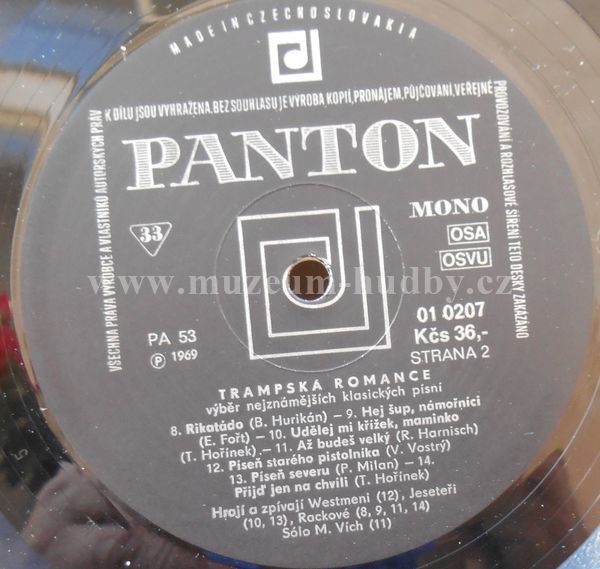 MADE IN CZECHOSLOVAKIA
VŠECHNA PRÁVA VÝROBCE A VLASTNÍKŮ AUTORSKÝCH PRÁV K DÍLU JSOU VYHRAŽENA. BEZ SOUHLASU JE VÝROBA KOPIÍ, PRONÁJEM, PŮJČOVÁNÍ, VEŘEJNÉ PROVOZOVÁNÍ A ROZHLASOVÉ ŠÍŘENÍ TÉTO DESKY ZAKÁZÁNO
PANTON
33
MONO
OSA
OSVU
www.muzeum-hudby.cz
PA 53
Ⓟ 1969
01 0207
Kčs 36,-
STRANA 2
TRAMPSKÁ ROMANCE
výběr nejznámějších klasických písní
8. Rikatádo (B. Hurikán) – 9. Hej šup, námořníci
(E. Fořt) – 10. Udělej mi křížek, maminko
(T. Hořínek) – 11. Až budeš velký (R. Harnisch)
12. Píseň starého pistolníka (V. Vostrý)
13. Píseň severu (P. Milan) – 14.
Přijď jen na chvíli (T. Hořínek)
Hrají a zpívají Westmeni (12), Jeseteři
(10, 13), Rackové (8, 9, 11, 14)
Sólo M. Vích (11)